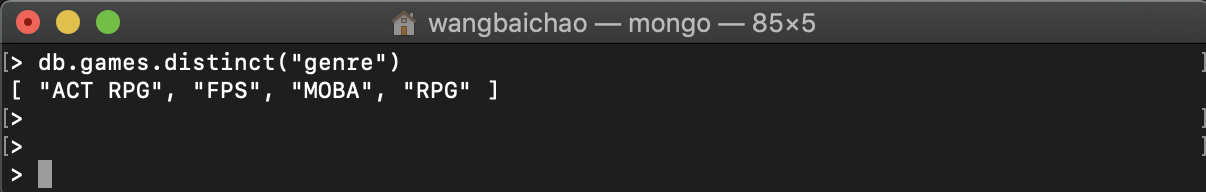 wangbaichao — mongo — 85×5
[> db.games.distinct("genre") ]
[ "ACT RPG", "FPS", "MOBA", "RPG" ]
[> ]
[> ]
>